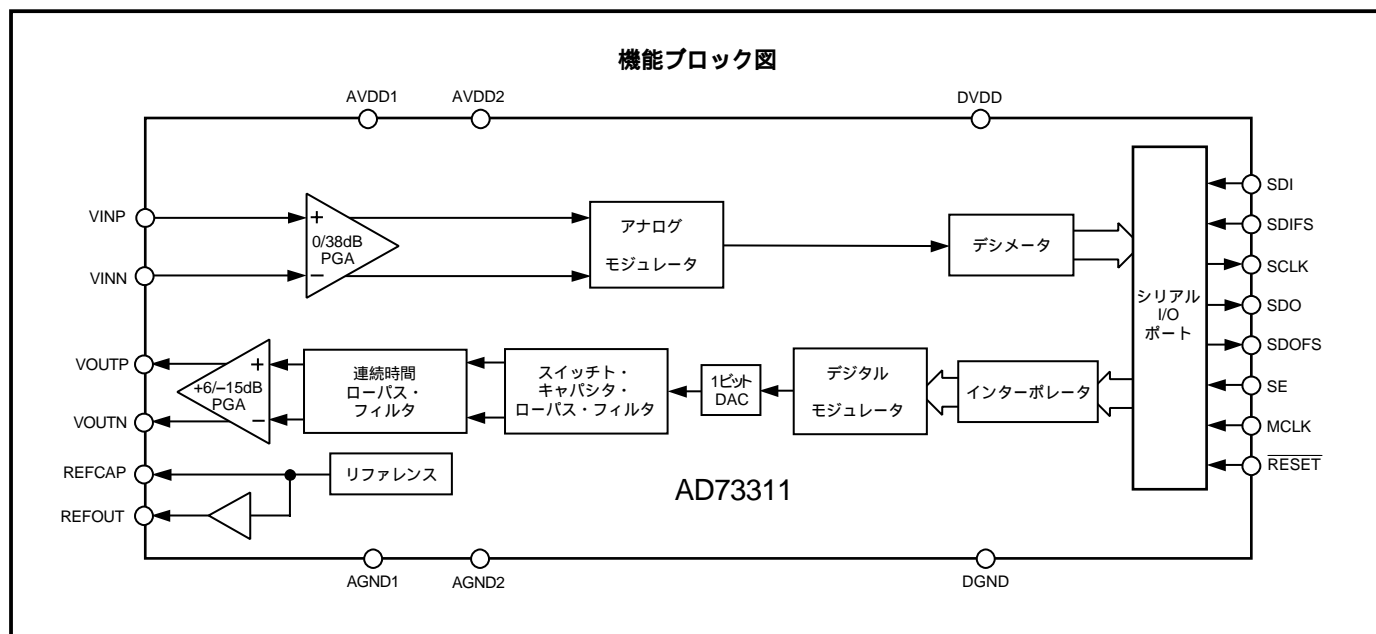 機能ブロック図
AVDD1
AVDD2
DVDD
VINP
VINN
+
0/38dB
PGA
−
アナログ
モジュレータ
デシメータ
シリアル
I/O
ポート
SDI
SDIFS
SCLK
SDO
SDOFS
SE
MCLK
RESET
VOUTP
VOUTN
+
+6/−15dB
PGA
−
連続時間
ローパス・
フィルタ
スイッチト・
キャパシタ・
ローパス・フィルタ
1ビット
DAC
デジタル
モジュレータ
インターポレータ
REFCAP
REFOUT
リファレンス
AD73311
AGND1
AGND2
DGND